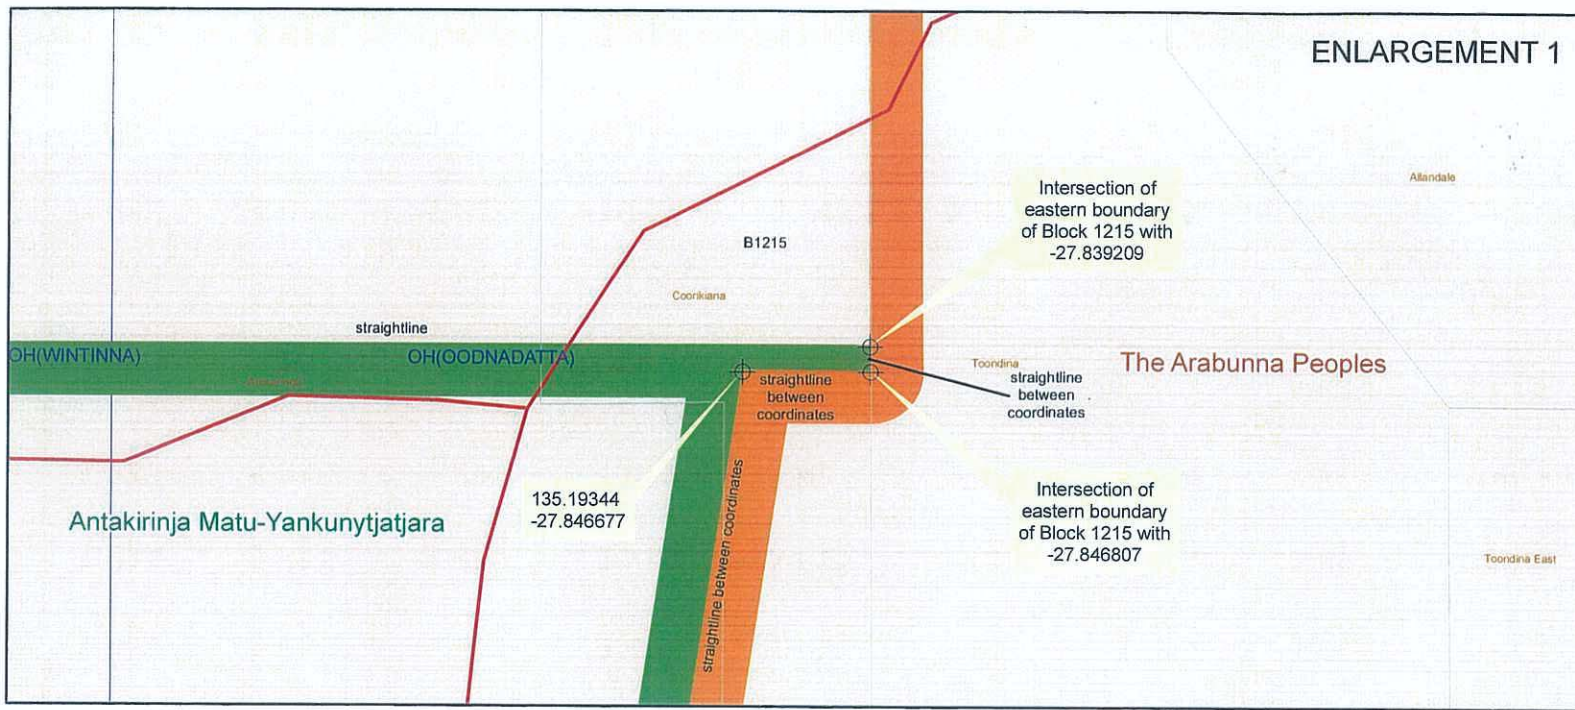 ENLARGEMENT 1
Allandale
Intersection of
eastern boundary
of Block 1215 with
-27.839209
B1215
Coorikiana
straightline
OH(WINTINNA)
OH(OODNADATTA)
Toondina
The Arabunna Peoples
straightline
between
coordinates
straightline
between
coordinates
135.19344
-27.846677
Antakirinja Matu-Yankunytjatjara
straightline between coordinates
Intersection of
eastern boundary
of Block 1215 with
-27.846807
Toondina East